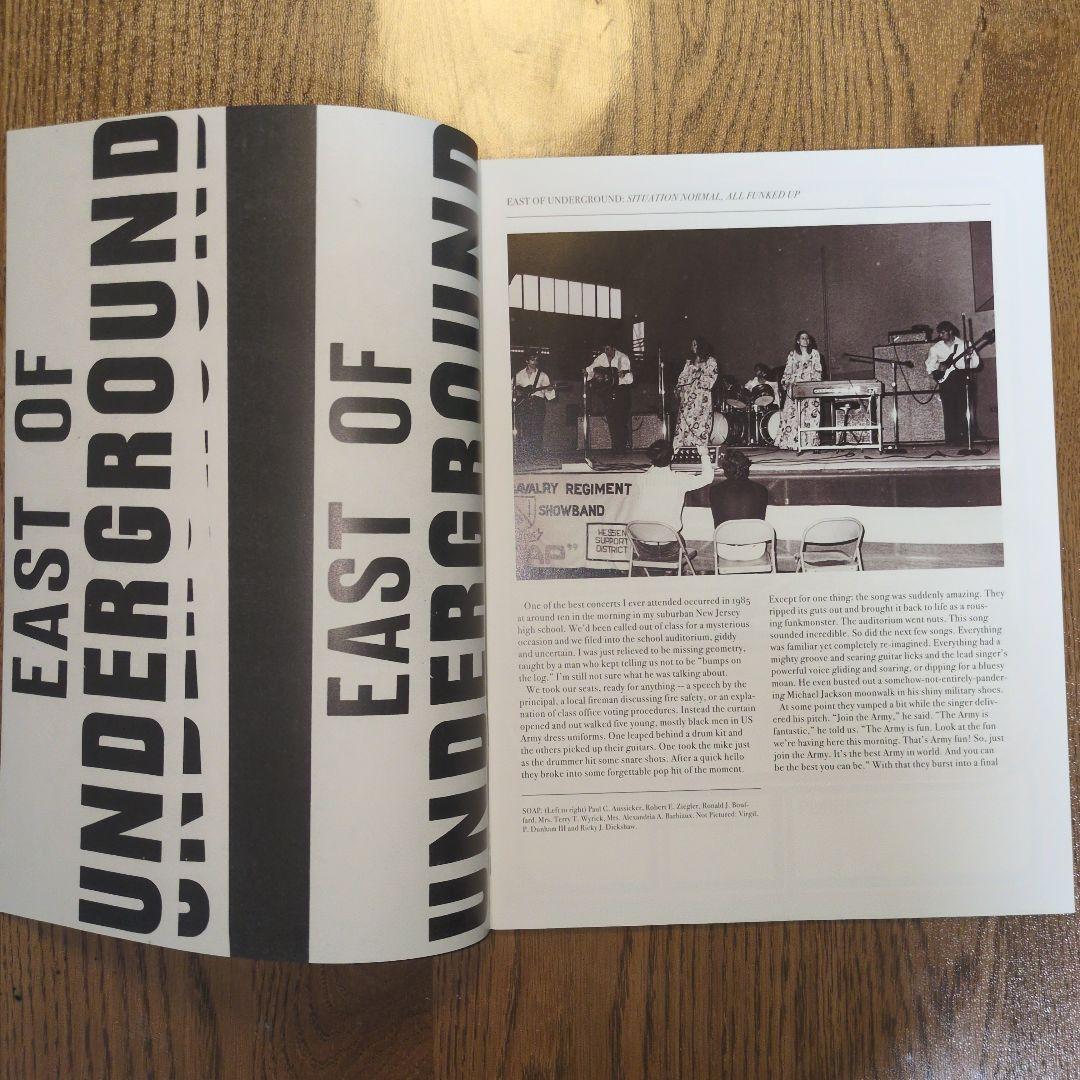 EAST OF
UNDERGROUND
EAST OF
UNDERGROUND
EAST OF UNDERGROUND: SITUATION NORMAL, ALL FUNKED UP
AVALRY REGIMENT
SHOWBAND
AP"
HESSEN
SUPPORT
DISTRICT
One of the best concerts I ever attended occurred in 1985
at around ten in the morning in my suburban New Jersey
high school. We'd been called out of class for a mysterious
occasion and we filed into the school auditorium, giddy
and uncertain. I was just relieved to be missing geometry,
taught by a man who kept telling us not to be "bumps on
the log." I'm still not sure what he was talking about.
We took our seats, ready for anything — a speech by the
principal, a local fireman discussing fire safety, or an expla-
nation of class office voting procedures. Instead the curtain
opened and out walked five young, mostly black men in US
Army dress uniforms. One leaped behind a drum kit and
the others picked up their guitars. One took the mike just
as the drummer hit some snare shots. After a quick hello
they broke into some forgettable pop hit of the moment.
Except for one thing: the song was suddenly amazing. They
ripped its guts out and brought it back to life as a rous-
ing funkmonster. The auditorium went nuts. This song
sounded incredible. So did the next few songs. Everything
was familiar yet completely re-imagined. Everything had a
mighty groove and searing guitar licks and the lead singer's
powerful voice gliding and soaring, or dipping for a bluesy
moan. He even busted out a somehow-not-entirely-pander-
ing Michael Jackson moonwalk in his shiny military shoes.
At some point they vamped a bit while the singer deliv-
ered his pitch. "Join the Army," he said. "The Army is
fantastic," he told us. "The Army is fun. Look at the fun
we're having here this morning. That's Army fun! So, just
join the Army. It's the best Army in world. And you can
be the best you can be." With that they burst into a final
SOAP: (Left to right) Paul C. Aussicker, Robert E. Ziegler, Ronald J. Bouf-
fard, Mrs. Terry T. Wyrick, Mrs. Alexandria A. Barbiaux. Not Pictured: Virgil,
P. Dunham III and Ricky J. Dickshaw.